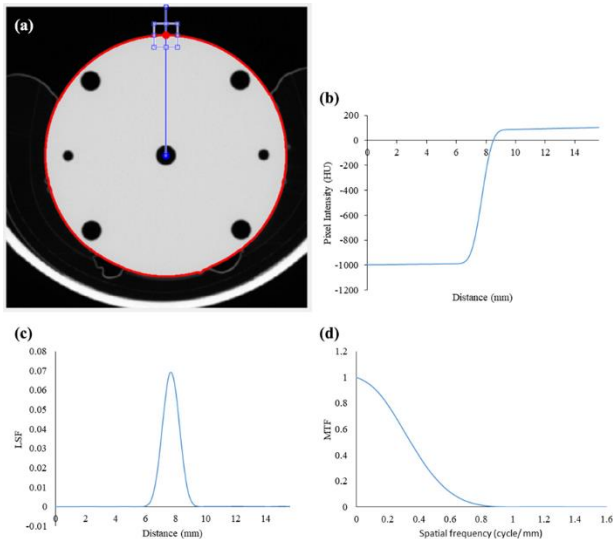 (a)
(b)
200
0
-200
-400
-600
-800
-1000
-1200
0 2 4 6 8 10 12 14
Pixel Intensity (HU)
Distance (mm)
(c)
0.08
0.07
0.06
0.05
0.04
0.03
0.02
0.01
0
-0.01
0 2 4 6 8 10 12 14
LSF
Distance (mm)
(d)
1.2
1
0.8
0.6
0.4
0.2
0
0 0.2 0.4 0.6 0.8 1 1.2 1.4 1.6
MTF
Spatial frequency (cycle/mm)